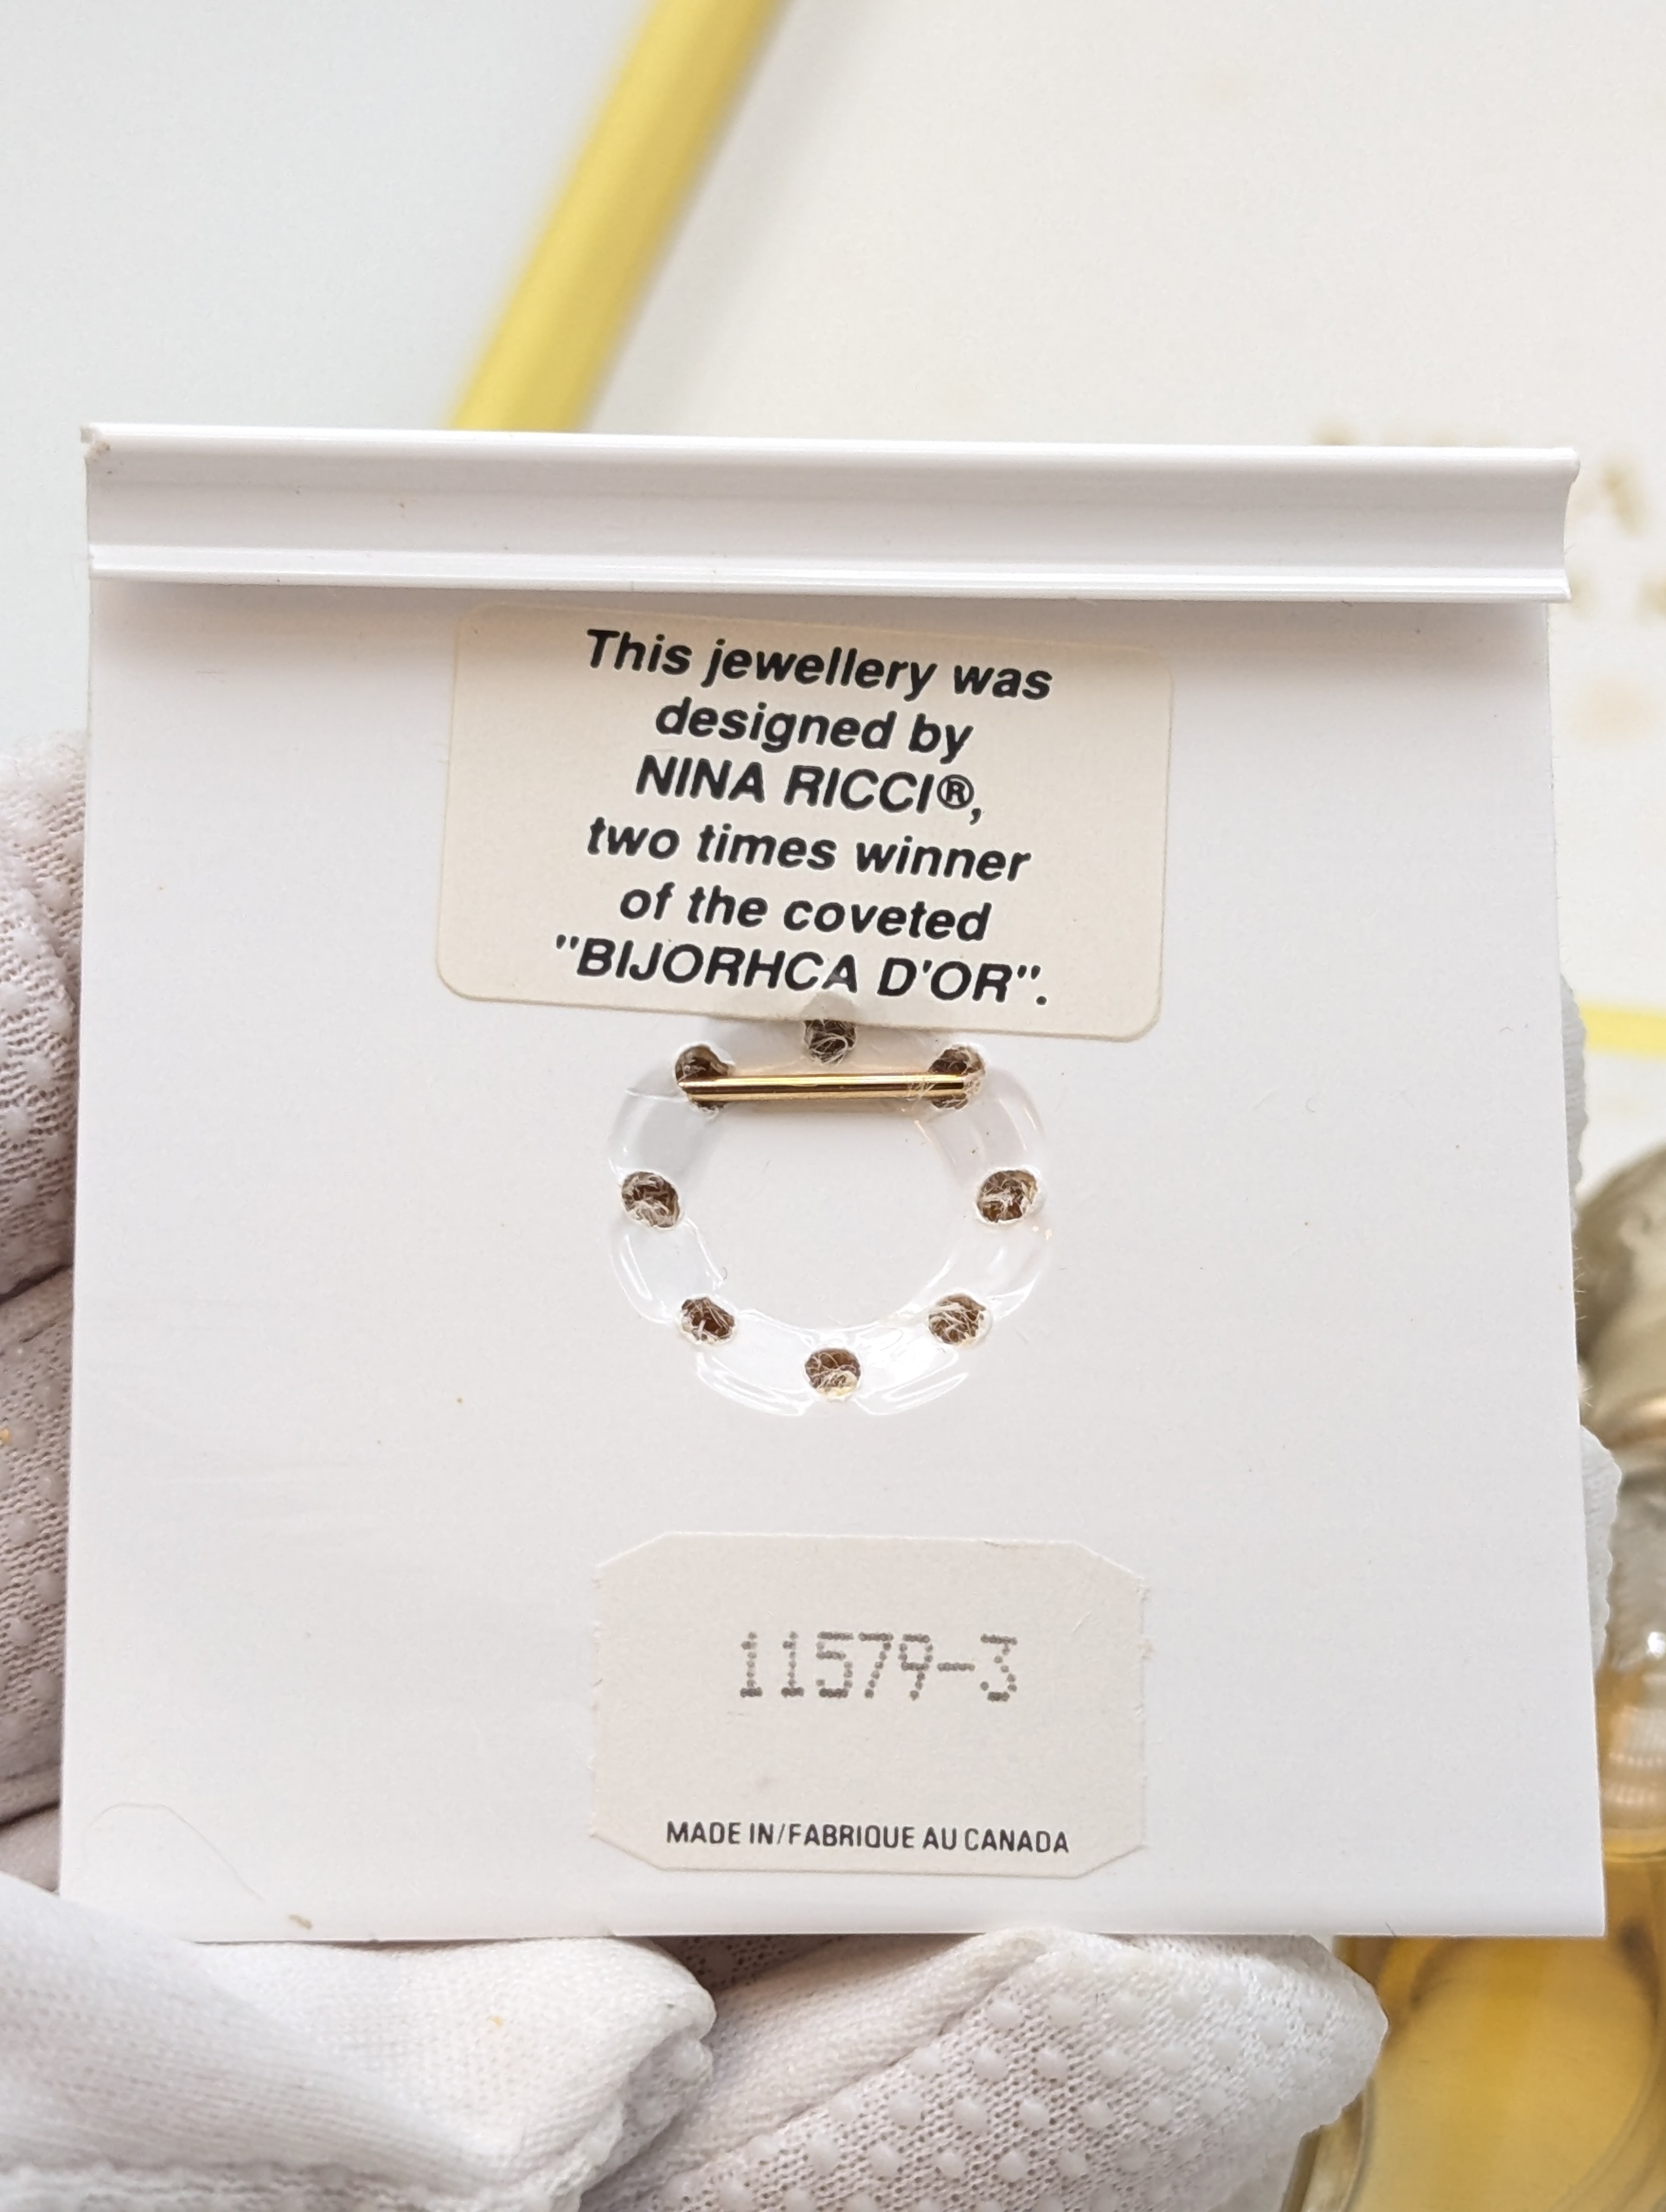 This jewellery was
designed by
NINA RICCI®,
two times winner
of the coveted
"BIJORHCA D'OR".
11579-3
MADE IN/FABRIQUE AU CANADA